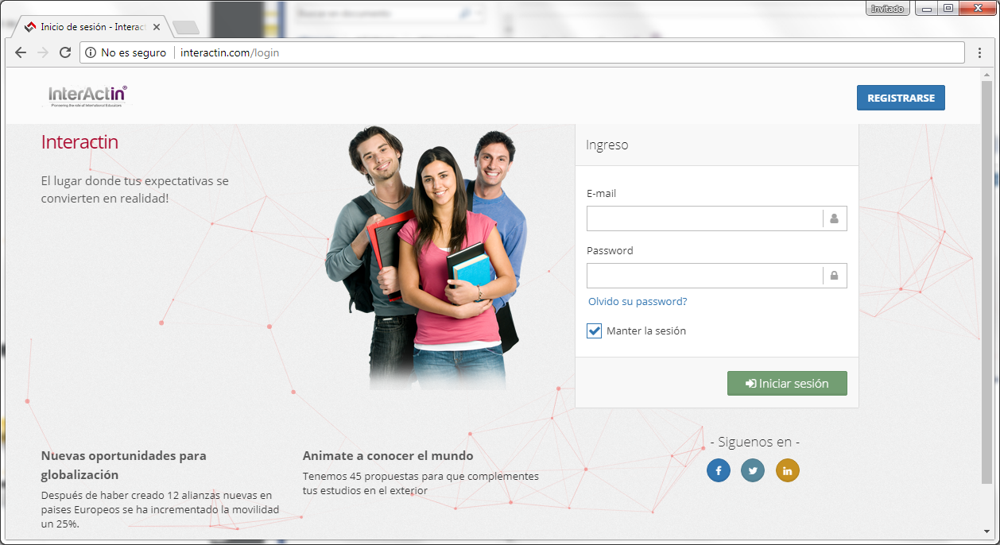 Invitado
Inicio de sesión - Interact
No es seguro
interactin.com/login
InterActin®
Pioneering the role of International Educators
REGISTRARSE
Interactin
El lugar donde tus expectativas se
convierten en realidad!
Ingreso
E-mail
Password
Olvido su password?
Manter la sesión
Iniciar sesión
Nuevas oportunidades para
globalización
Después de haber creado 12 alianzas nuevas en
paises Europeos se ha incrementado la movilidad
un 25%.
Animate a conocer el mundo
Tenemos 45 propuestas para que complementes
tus estudios en el exterior
- Siguenos en -